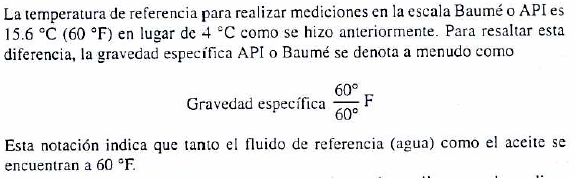 La temperatura de referencia para realizar mediciones en la escala Baumé o API es
15.6 °C (60 °F) en lugar de 4 °C como se hizo anteriormente. Para resaltar esta
diferencia, la gravedad específica API o Baumé se denota a menudo como
Gravedad específica 60°/60° F
Esta notación indica que tanto el fluido de referencia (agua) como el aceite se
encuentran a 60 °F.